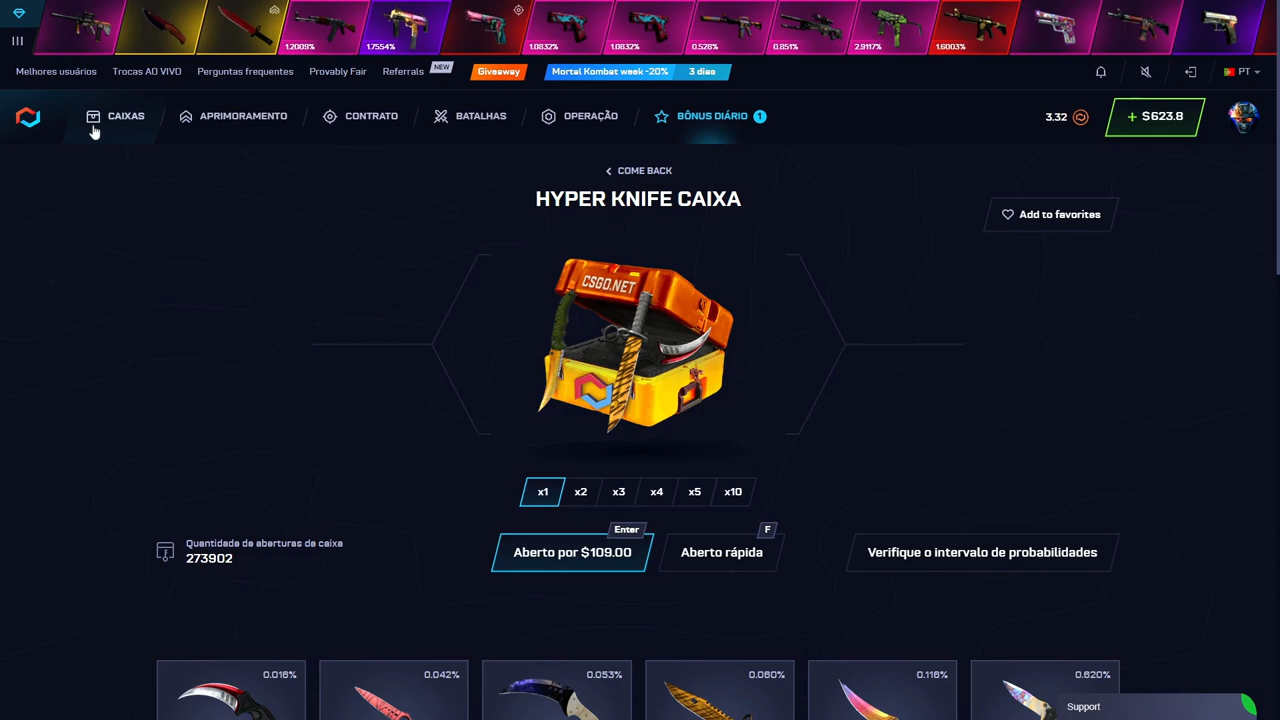 1.2009%
1.7554%
1.0832%
1.0832%
0.528%
0.851%
2.9117%
1.6003%
Melhores usuários
Trocas AO VIVO
Perguntas frequentes
Provably Fair
Referrals
NEW
Giveaway
Mortal Kombat week -20%
3 dias
PT
CAIXAS
APRIMORAMENTO
CONTRATO
BATALHAS
OPERAÇÃO
BÔNUS DIÁRIO 1
3.32
+ $623.8
COME BACK
HYPER KNIFE CAIXA
Add to favorites
CSGO.NET
x1
x2
x3
x4
x5
x10
Quantidade de aberturas da caixa
273902
Enter
Aberto por $109.00
F
Aberto rápida
Verifique o intervalo de probabilidades
0.016%
0.042%
0.053%
0.060%
0.116%
0.620%
Support